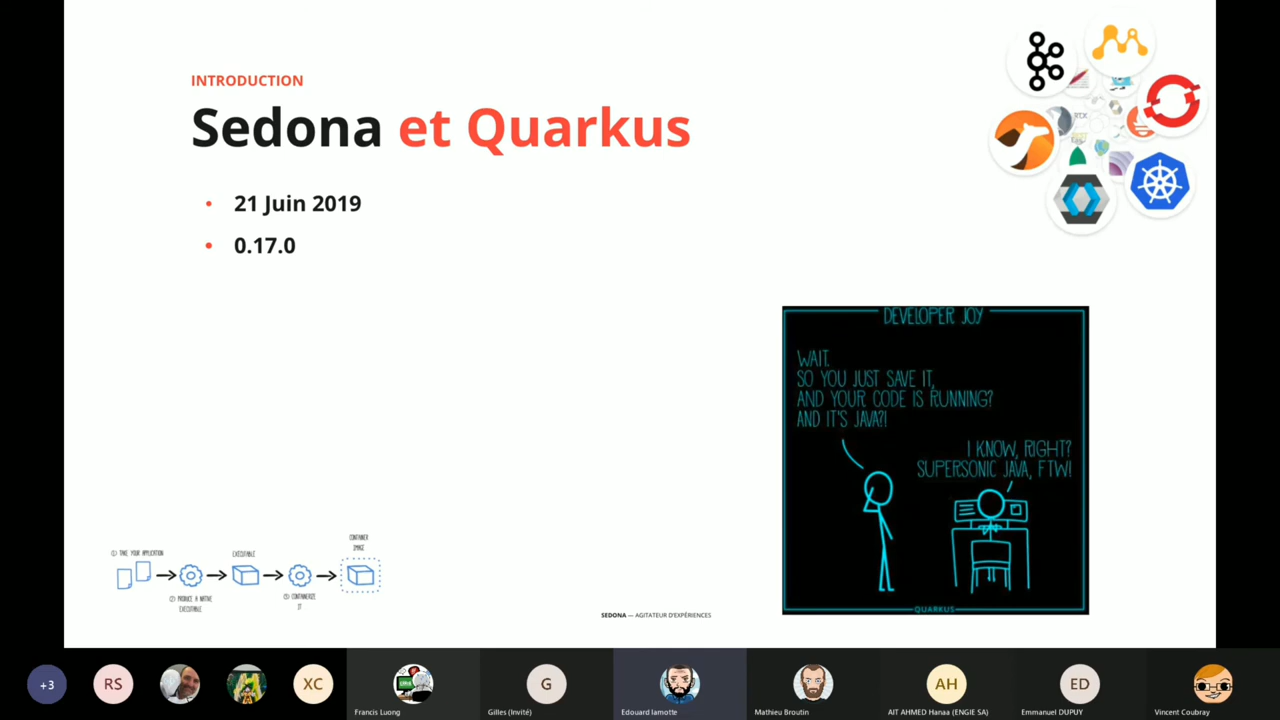 INTRODUCTION
Sedona et Quarkus
• 21 Juin 2019
• 0.17.0
DEVELOPER JOY
WAIT.
SO YOU JUST SAVE IT,
AND YOUR CODE IS RUNNING?
AND IT'S JAVA?!
I KNOW, RIGHT?
SUPERSONIC JAVA, FTW!
QUARKUS
① TAKE YOUR APPLICATION
EXECUTABLE
CONTAINER
IMAGE
② PRODUCE A NATIVE
EXECUTABLE
③ CONTAINERIZE
IT
SEDONA — AGITATEUR D'EXPÉRIENCES
+3
RS
XC
G
AH
ED
Francis Luong
Gilles (Invité)
Edouard lamotte
Mathieu Broutin
AIT AHMED Hanaa (ENGIE SA)
Emmanuel DUPUY
Vincent Coubray